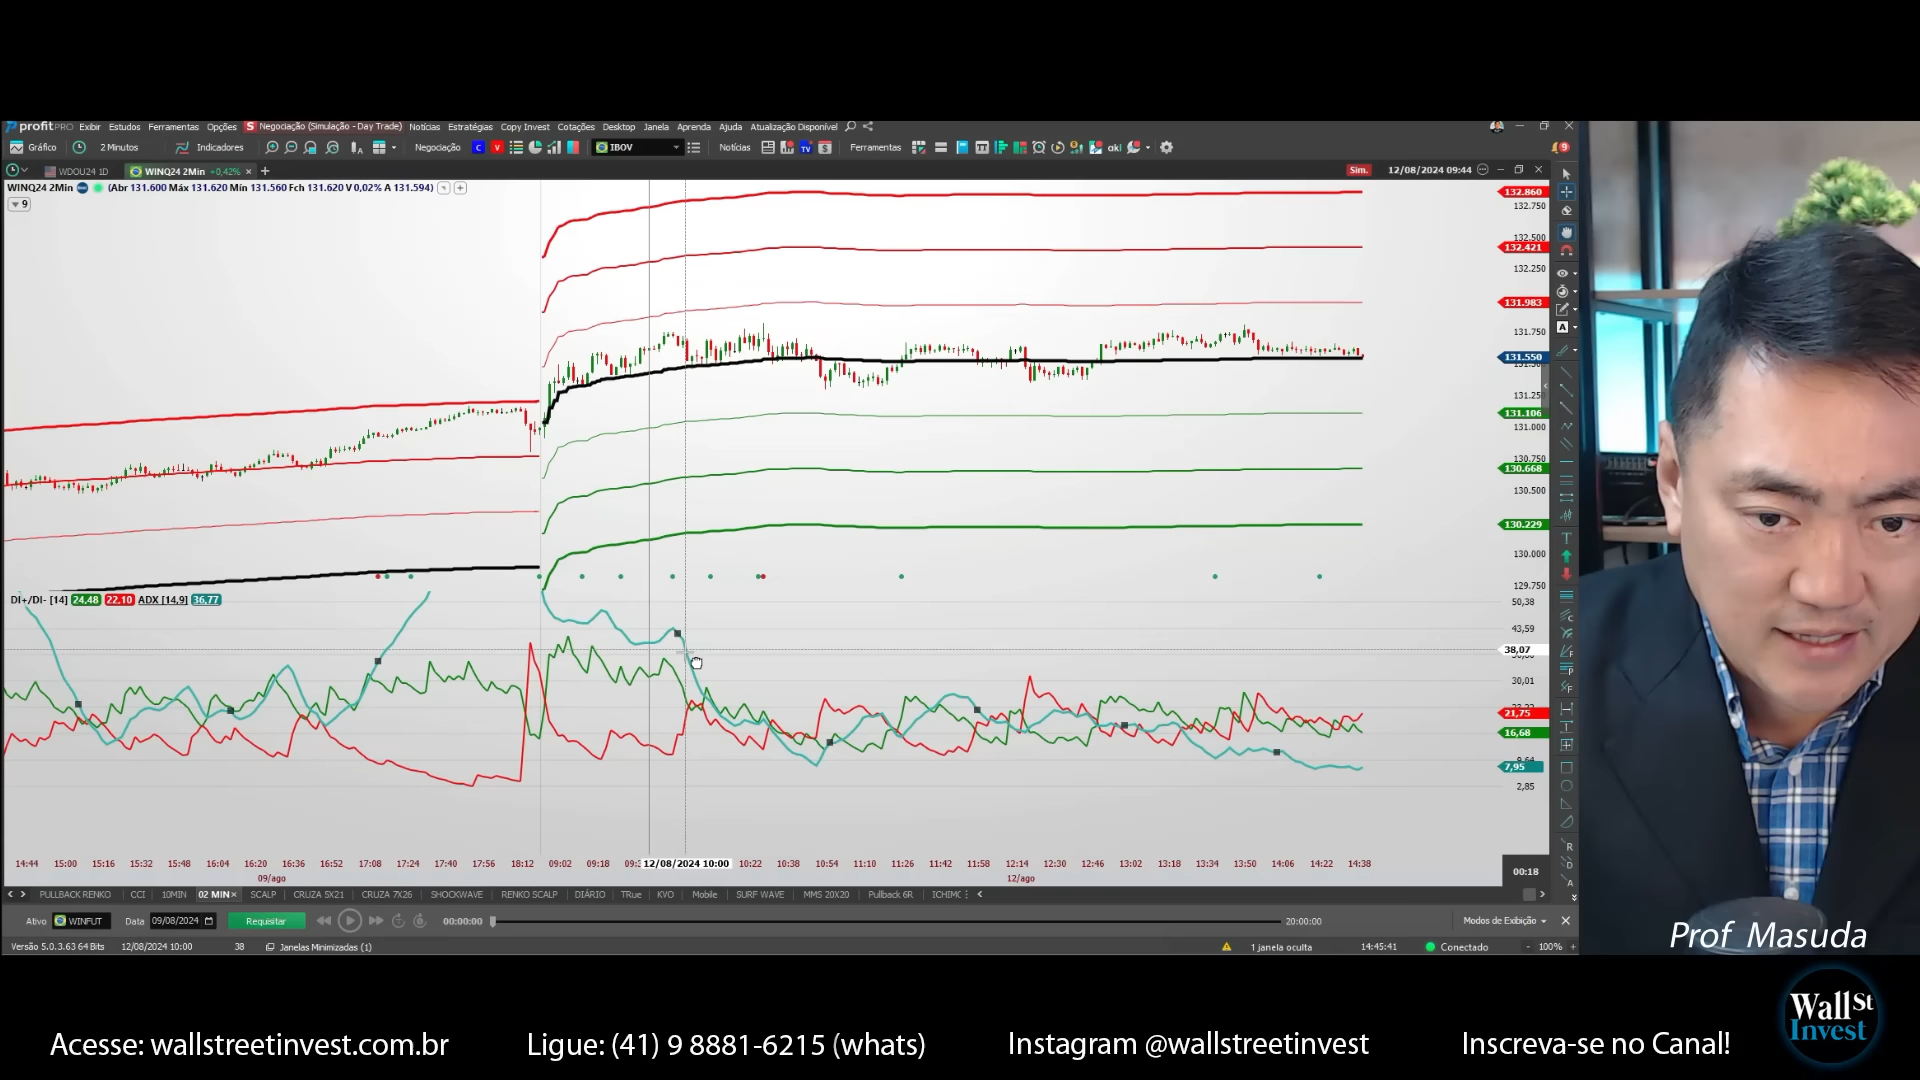 profitPRO Exibir Estudos Ferramentas Opções S Negociação (Simulação - Day Trade) Notícias Estratégias Copy Invest Cotações Desktop Janela Aprenda Ajuda Atualização Disponível
Gráfico 2 Minutos Indicadores Negociação C V IBOV Notícias TV $ Ferramentas 9
WDOU24 1D WINQ24 2Min +0,42% × + Sim. 12/08/2024 09:44
WINQ24 2Min (Abr 131.600 Máx 131.620 Mín 131.560 Fch 131.620 V 0,02% A 131.594)
9
132.860
132.750
132.500
132.421
132.250
131.983
131.750
131.550
131.250
131.106
131.000
130.750
130.668
130.500
130.229
130.000
129.750
DI+/DI- [14] 24,48 22,10 ADX [14,9] 36,77
50,38
43,59
38,07
30,01
21,75
16,68
7,95
2,85
14:44 15:00 15:16 15:32 15:48 16:04 16:20 16:36 16:52 17:08 17:24 17:40 17:56 18:12 09:02 09:18 12/08/2024 10:00 10:22 10:38 10:54 11:10 11:26 11:42 11:58 12:14 12:30 12:46 13:02 13:18 13:34 13:50 14:06 14:22 14:38
00:18
09/ago 12/ago
PULLBACK RENKO CCI 10MIN 02 MIN× SCALP CRUZA 5X21 CRUZA 7X26 SHOCKWAVE RENKO SCALP DIÁRIO TRue KVO Mobile SURF WAVE MMS 20X20 Pullback 6R ICHIMC
Ativo WINFUT Data 09/08/2024 Requisitar 00:00:00 20:00:00 Modos de Exibição
Versão 5.0.3.63 64 Bits 12/08/2024 10:00 38 Janelas Minimizadas (1) 1 janela oculta 14:45:41 Conectado - 100% +
Prof Masuda
Wall St
Invest
Acesse: wallstreetinvest.com.br Ligue: (41) 9 8881-6215 (whats) Instagram @wallstreetinvest Inscreva-se no Canal!